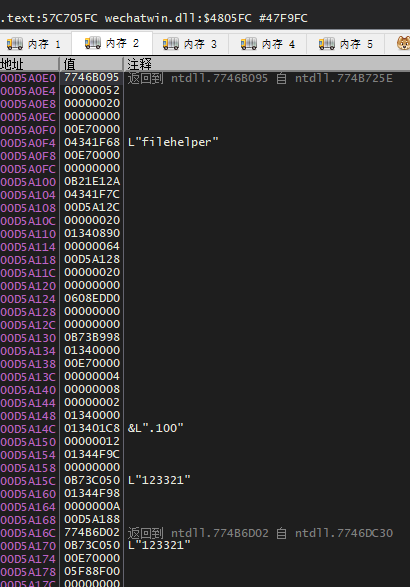 .text:57C705FC wechatwin.dll:$4805FC #47F9FC
内存 1 内存 2 内存 3 内存 4 内存 5
地址 值 注释
00D5A0E0 7746B095 返回到 ntdll.7746B095 自 ntdll.774B725E
00D5A0E4 00000052
00D5A0E8 00000020
00D5A0EC 00000000
00D5A0F0 00E70000
00D5A0F4 04341F68 L"filehelper"
00D5A0F8 00E70000
00D5A0FC 00000000
00D5A100 0B21E12A
00D5A104 04341F7C
00D5A108 00D5A12C
00D5A10C 00000020
00D5A110 01340890
00D5A114 00000064
00D5A118 00D5A128
00D5A11C 00000020
00D5A120 00000000
00D5A124 0608EDD0
00D5A128 00000000
00D5A12C 00000000
00D5A130 0B73B998
00D5A134 01340000
00D5A138 00E70000
00D5A13C 00000004
00D5A140 00000008
00D5A144 00000002
00D5A148 01340000
00D5A14C 013401C8 &L".100"
00D5A150 00000012
00D5A154 01344F9C
00D5A158 00000000
00D5A15C 0B73C050 L"123321"
00D5A160 01344F98
00D5A164 0000000A
00D5A168 00D5A188
00D5A16C 774B6D02 返回到 ntdll.774B6D02 自 ntdll.7746DC30
00D5A170 0B73C050 L"123321"
00D5A174 00E70000
00D5A178 05F88F00
00D5A17C 00000000